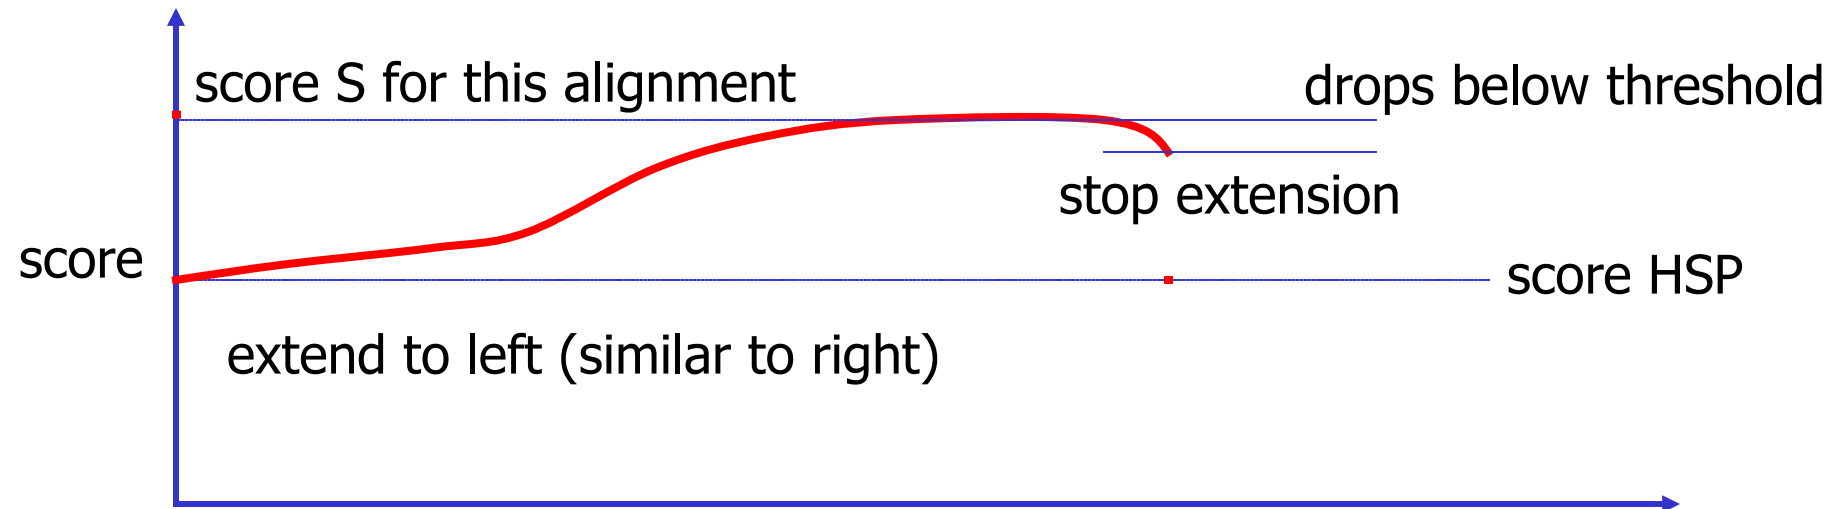 score S for this alignment
drops below threshold
stop extension
score
score HSP
extend to left (similar to right)